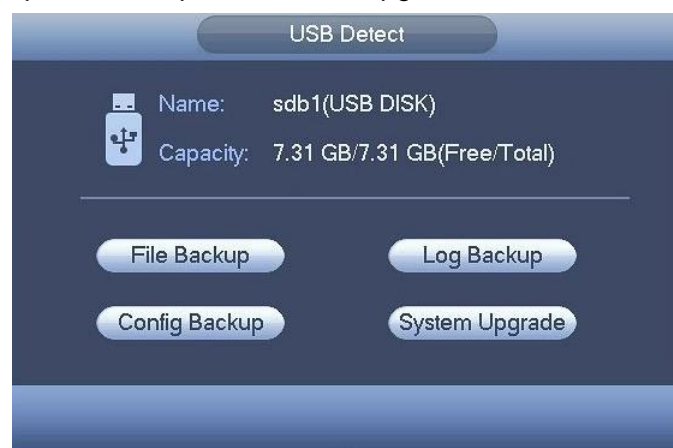 USB Detect
Name: sdb1(USB DISK)
Capacity: 7.31 GB/7.31 GB(Free/Total)
File Backup Log Backup
Config Backup System Upgrade